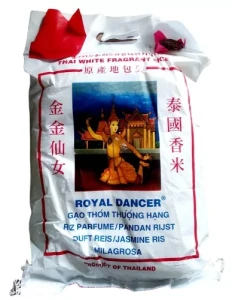 THAI WHITE FRAGRANT RICE
原產地包裝
金金仙女
泰國香米
ROYAL DANCER®
GAO THÓM THUONG HANG
RIZ PARFUME/PANDAN RIJST
DUFT REIS/JASMINE RIS
MILAGROSA
PRODUCT OF THAILAND